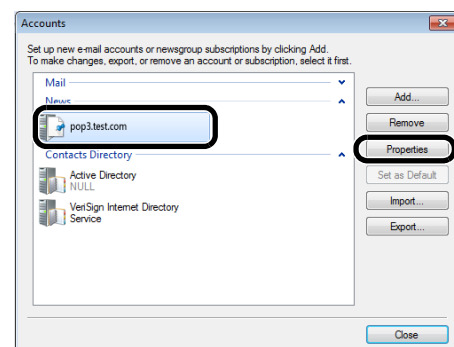 Accounts
Set up new e-mail accounts or newsgroup subscriptions by clicking Add.
To make changes, export, or remove an account or subscription, select it first.
Mail
News
pop3.test.com
Contacts Directory
Active Directory
NULL
VeriSign Internet Directory
Service
Add...
Remove
Properties
Set as Default
Import...
Export...
Close